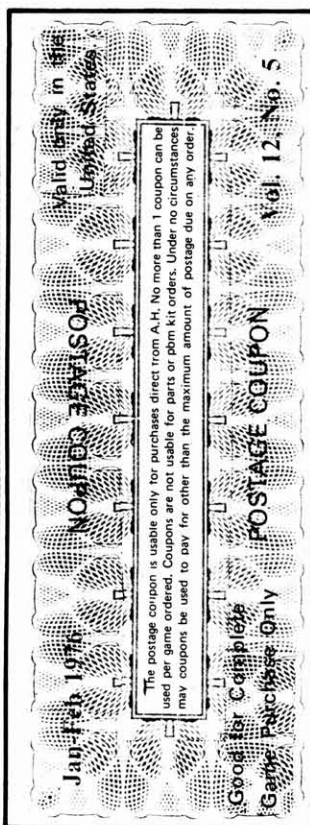 Jan-Feb 1976 POSTAGE COUPON Valid only in the
United States
The postage coupon is usable only for purchases direct from A.H. No more than 1 coupon can be
used per game ordered. Coupons are not usable for parts or pbm kit orders. Under no circumstances
may coupons be used to pay for other than the maximum amount of postage due on any order.
Good for Complete
Game Purchase Only POSTAGE COUPON Vol. 12, No. 5